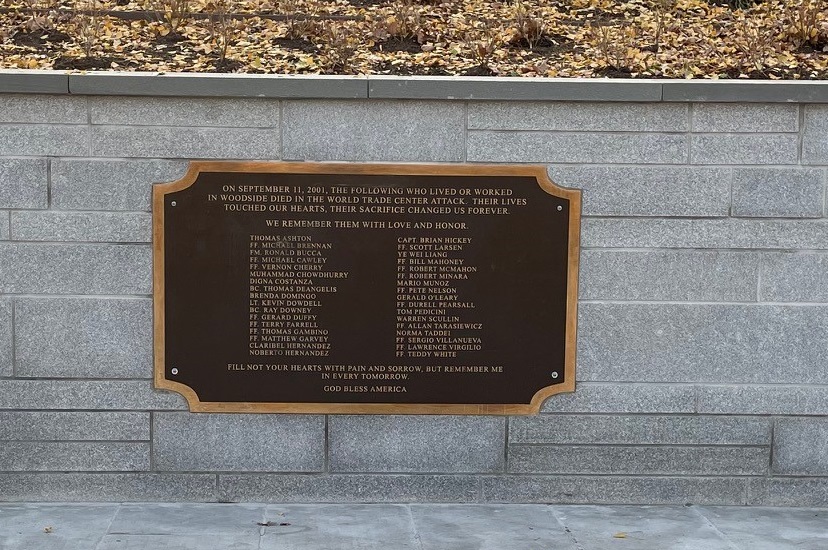 ON SEPTEMBER 11, 2001, THE FOLLOWING WHO LIVED OR WORKED
IN WOODSIDE DIED IN THE WORLD TRADE CENTER ATTACK. THEIR LIVES
TOUCHED OUR HEARTS, THEIR SACRIFICE CHANGED US FOREVER.
WE REMEMBER THEM WITH LOVE AND HONOR.
THOMAS ASHTON
FF. MICHAEL BRENNAN
FM. RONALD BUCCA
FF. MICHAEL CAWLEY
FF. VERNON CHERRY
MUHAMMAD CHOWDHURRY
DIGNA COSTANZA
BC. THOMAS DEANGELIS
BRENDA DOMINGO
LT. KEVIN DOWDELL
BC. RAY DOWNEY
FF. GERARD DUFFY
FF. TERRY FARRELL
FF. THOMAS GAMBINO
FF. MATTHEW GARVEY
CLARIBEL HERNANDEZ
NOBERTO HERNANDEZ
CAPT. BRIAN HICKEY
FF. SCOTT LARSEN
YE WEI LIANG
FF. BILL MAHONEY
FF. ROBERT MCMAHON
FF. ROBERT MINARA
MARIO MUNOZ
FF. PETE NELSON
GERALD O'LEARY
FF. DURELL PEARSALL
TOM PEDICINI
WARREN SCULLIN
FF. ALLAN TARASIEWICZ
NORMA TADDEI
FF. SERGIO VILLANUEVA
FF. LAWRENCE VIRGILIO
FF. TEDDY WHITE
FILL NOT YOUR HEARTS WITH PAIN AND SORROW, BUT REMEMBER ME
IN EVERY TOMORROW.
GOD BLESS AMERICA